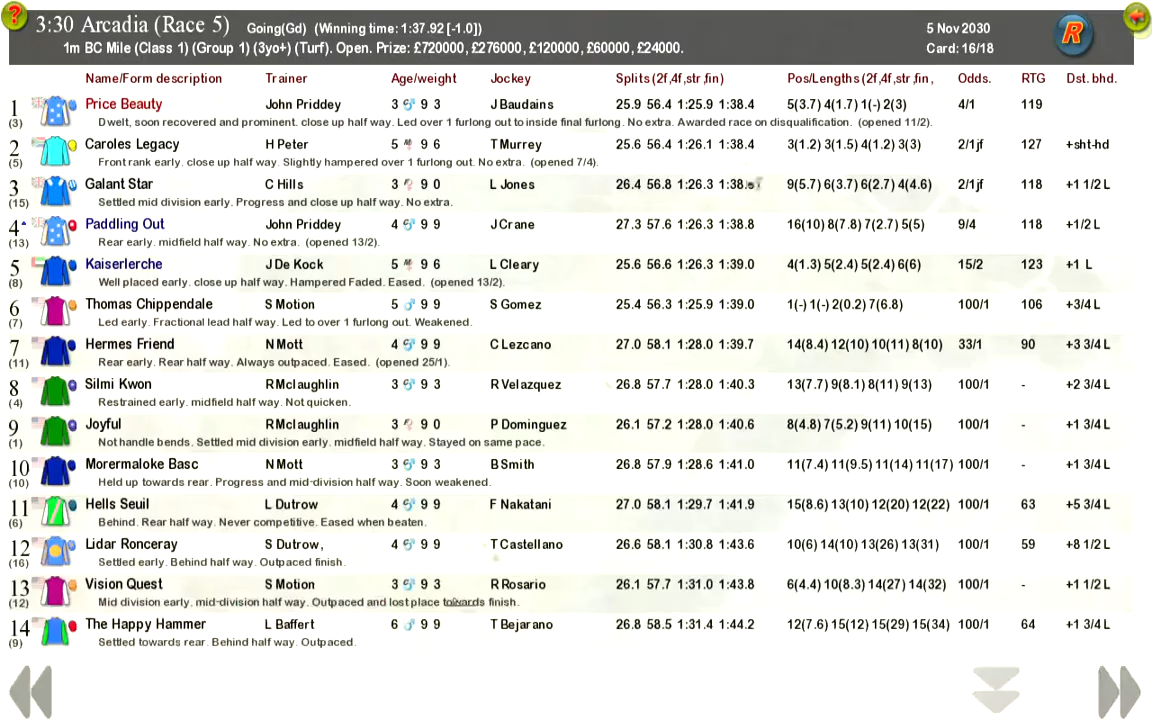 3:30 Arcadia (Race 5) Going(Gd) (Winning time: 1:37.92 [-1.0])
5 Nov 2030
1m BC Mile (Class 1) (Group 1) (3yo+) (Turf). Open. Prize: £720000, £276000, £120000, £60000, £24000.
Card: 16/18
R
?
Name/Form description Trainer Age/weight Jockey Splits (2f,4f,str,fin) Pos/Lengths (2f,4f,str,fin, Odds. RTG Dst. bhd.
1 Price Beauty John Priddey 3 9 3 J Baudains 25.9 56.4 1:25.9 1:38.4 5(3.7) 4(1.7) 1(-) 2(3) 4/1 119
(3) Dwelt, soon recovered and prominent. close up half way. Led over 1 furlong out to inside final furlong. No extra. Awarded race on disqualification. (opened 11/2).
2 Caroles Legacy H Peter 5 9 6 T Murrey 25.6 56.4 1:26.1 1:38.4 3(1.2) 3(1.5) 4(1.2) 3(3) 2/1jf 127 +sht-hd
(5) Front rank early. close up half way. Slightly hampered over 1 furlong out. No extra. (opened 7/4).
3 Galant Star C Hills 3 9 0 L Jones 26.4 56.8 1:26.3 9(5.7) 6(3.7) 6(2.7) 4(4.6) 2/1jf 118 +1 1/2 L
(15) Settled mid division early. Progress and close up half way. No extra.
4 Paddling Out John Priddey 4 9 9 J Crane 27.3 57.6 1:26.3 1:38.8 16(10) 8(7.8) 7(2.7) 5(5) 9/4 118 +1/2 L
(13) Rear early. midfield half way. No extra. (opened 13/2).
5 Kaiserlerche J De Kock 5 9 6 L Cleary 25.6 56.6 1:26.3 1:39.0 4(1.3) 5(2.4) 5(2.4) 6(6) 15/2 123 +1 L
(8) Well placed early. close up half way. Hampered Faded. Eased. (opened 13/2).
6 Thomas Chippendale S Motion 5 9 9 S Gomez 25.4 56.3 1:25.9 1:39.0 1(-) 1(-) 2(0.2) 7(6.8) 100/1 106 +3/4 L
(7) Led early. Fractional lead half way. Led to over 1 furlong out. Weakened.
7 Hermes Friend N Mott 4 9 9 C Lezcano 27.0 58.1 1:28.0 1:39.7 14(8.4) 12(10) 10(11) 8(10) 33/1 90 +3 3/4 L
(11) Rear early. Rear half way. Always outpaced. Eased. (opened 25/1).
8 Silmi Kwon R Mclaughlin 3 9 3 R Velazquez 26.8 57.7 1:28.0 1:40.3 13(7.7) 9(8.1) 8(11) 9(13) 100/1 - +2 3/4 L
(4) Restrained early. midfield half way. Not quicken.
9 Joyful R Mclaughlin 3 9 0 P Dominguez 26.1 57.2 1:28.0 1:40.6 8(4.8) 7(5.2) 9(11) 10(15) 100/1 - +1 3/4 L
(1) Not handle bends. Settled mid division early. midfield half way. Stayed on same pace.
10 Morermaloke Basc N Mott 3 9 3 B Smith 26.8 57.9 1:28.6 1:41.0 11(7.4) 11(9.5) 11(14) 11(17) 100/1 - +1 3/4 L
(10) Held up towards rear. Progress and mid-division half way. Soon weakened.
11 Hells Seuil L Dutrow 4 9 9 F Nakatani 27.0 58.1 1:29.7 1:41.9 15(8.6) 13(10) 12(20) 12(22) 100/1 63 +5 3/4 L
(6) Behind. Rear half way. Never competitive. Eased when beaten.
12 Lidar Ronceray S Dutrow, 4 9 9 T Castellano 26.6 58.1 1:30.8 1:43.6 10(6) 14(10) 13(26) 13(31) 100/1 59 +8 1/2 L
(16) Settled early. Behind half way. Outpaced finish.
13 Vision Quest S Motion 3 9 3 R Rosario 26.1 57.7 1:31.0 1:43.8 6(4.4) 10(8.3) 14(27) 14(32) 100/1 - +1 1/2 L
(12) Mid division early. mid-division half way. Outpaced and lost place towards finish.
14 The Happy Hammer L Baffert 6 9 9 T Bejarano 26.8 58.5 1:31.4 1:44.2 12(7.6) 15(12) 15(29) 15(34) 100/1 64 +1 3/4 L
(9) Settled towards rear. Behind half way. Outpaced.